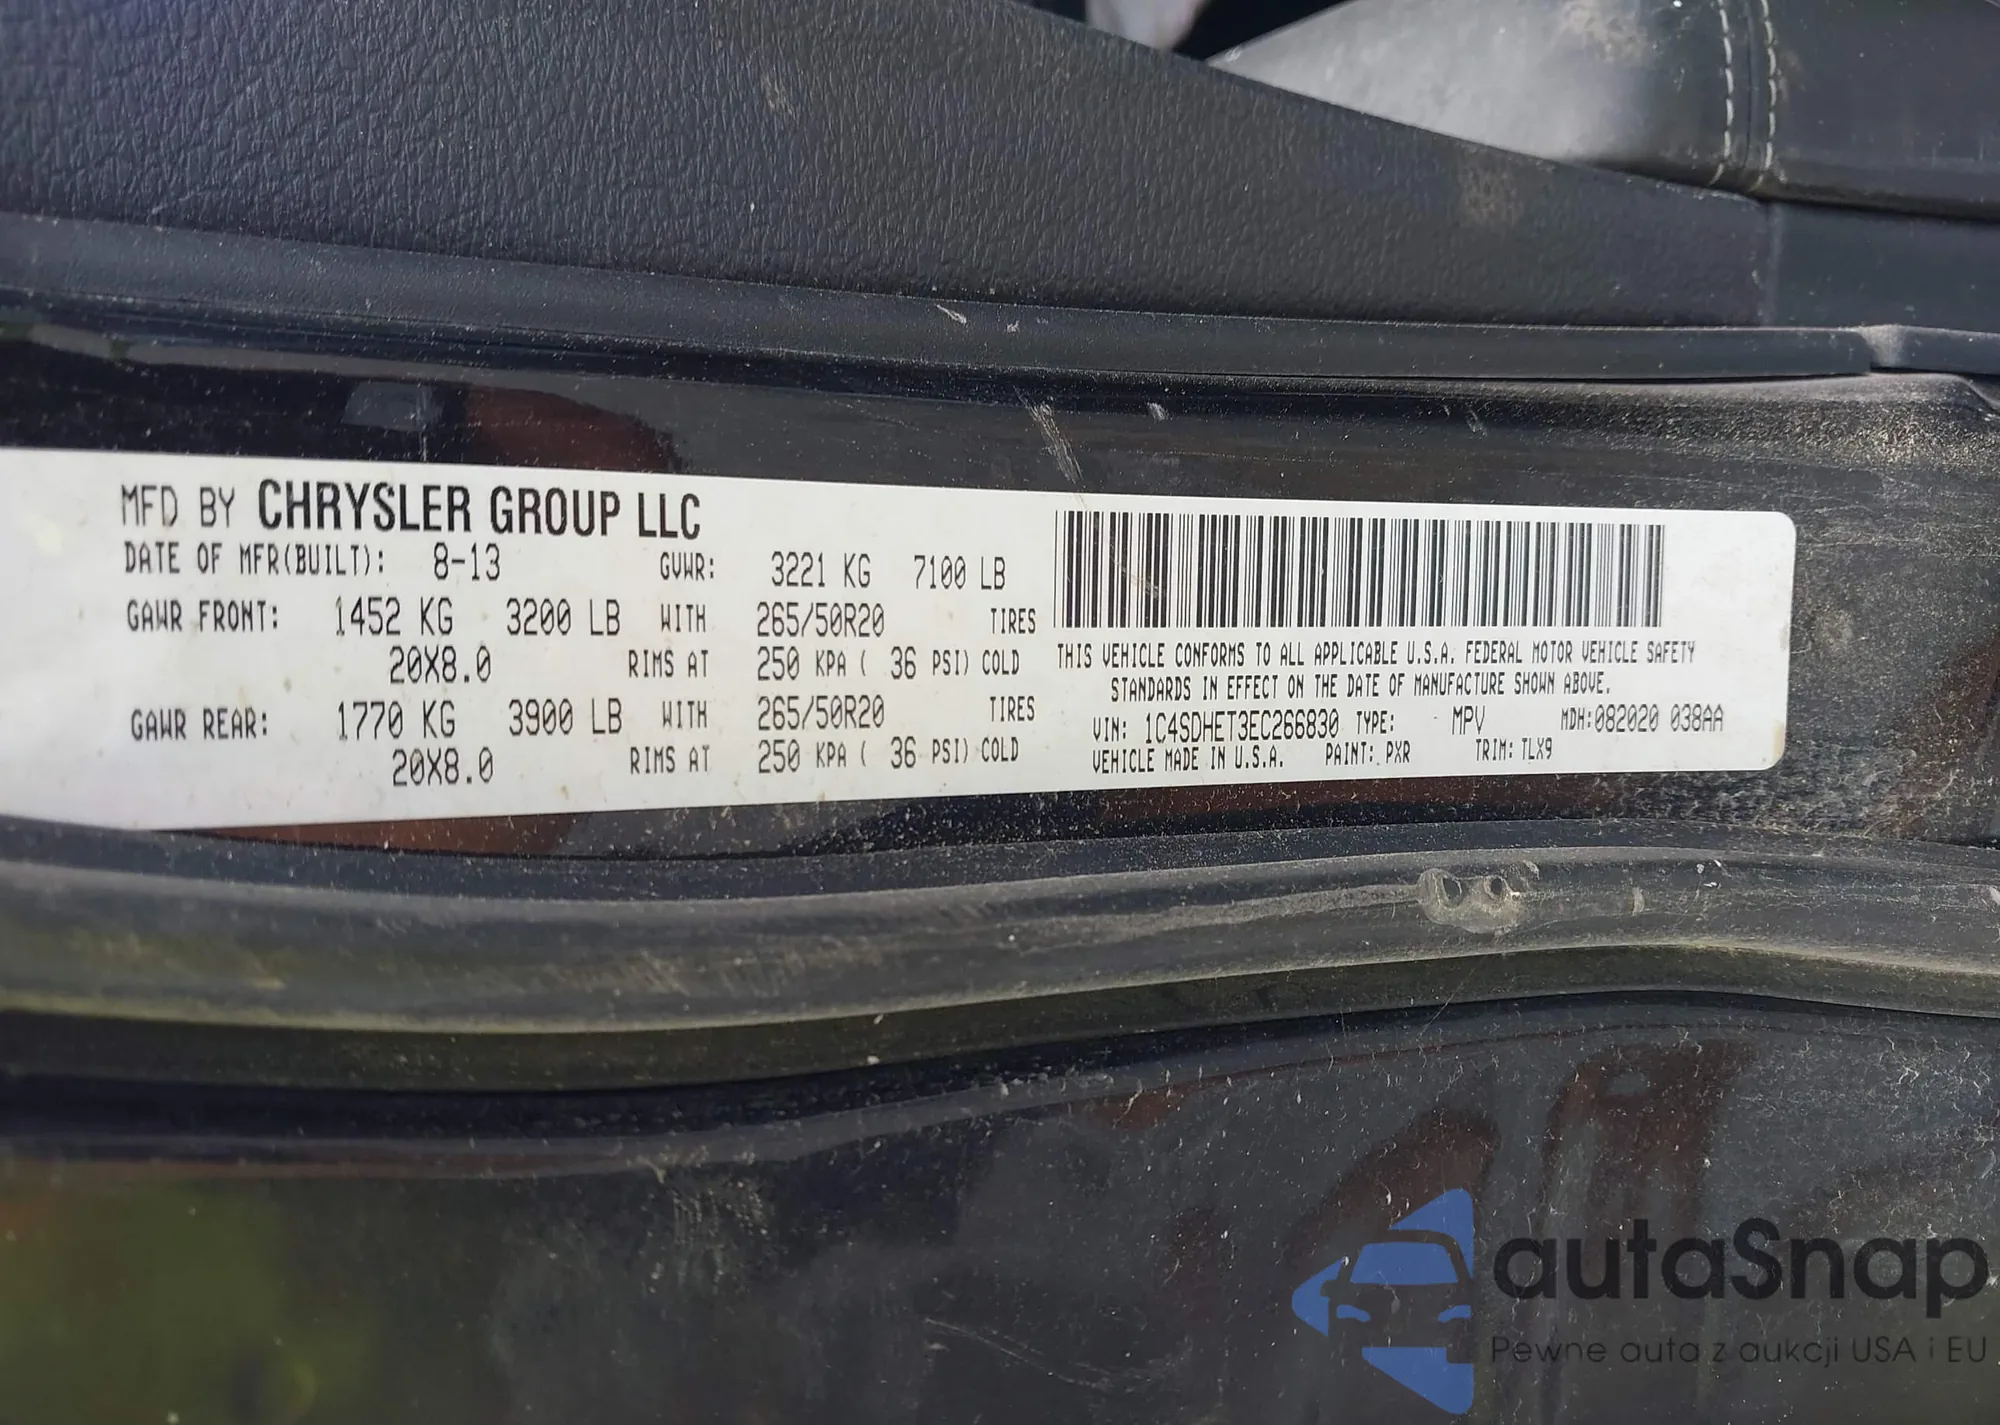 MFD BY CHRYSLER GROUP LLC
DATE OF MFR(BUILT): 8-13 GVWR: 3221 KG 7100 LB
GAWR FRONT: 1452 KG 3200 LB WITH 265/50R20 TIRES
20X8.0 RIMS AT 250 KPA ( 36 PSI) COLD
GAWR REAR: 1770 KG 3900 LB WITH 265/50R20 TIRES
20X8.0 RIMS AT 250 KPA ( 36 PSI) COLD
THIS VEHICLE CONFORMS TO ALL APPLICABLE U.S.A. FEDERAL MOTOR VEHICLE SAFETY
STANDARDS IN EFFECT ON THE DATE OF MANUFACTURE SHOWN ABOVE.
VIN: 1C4SDHET3EC266830 TYPE: MPV MDH:082020 038AA
VEHICLE MADE IN U.S.A. PAINT: PXR TRIM: TLX9
autaSnap
Pewne auta z aukcji USA i EU